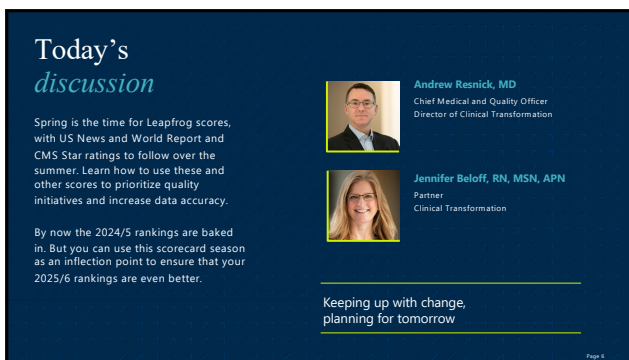 Today's
discussion
Spring is the time for Leapfrog scores,
with US News and World Report and
CMS Star ratings to follow over the
summer. Learn how to use these and
other scores to prioritize quality
initiatives and increase data accuracy.
By now the 2024/5 rankings are baked
in. But you can use this scorecard season
as an inflection point to ensure that your
2025/6 rankings are even better.
Andrew Resnick, MD
Chief Medical and Quality Officer
Director of Clinical Transformation
Jennifer Beloff, RN, MSN, APN
Partner
Clinical Transformation
Keeping up with change,
planning for tomorrow
Page 6